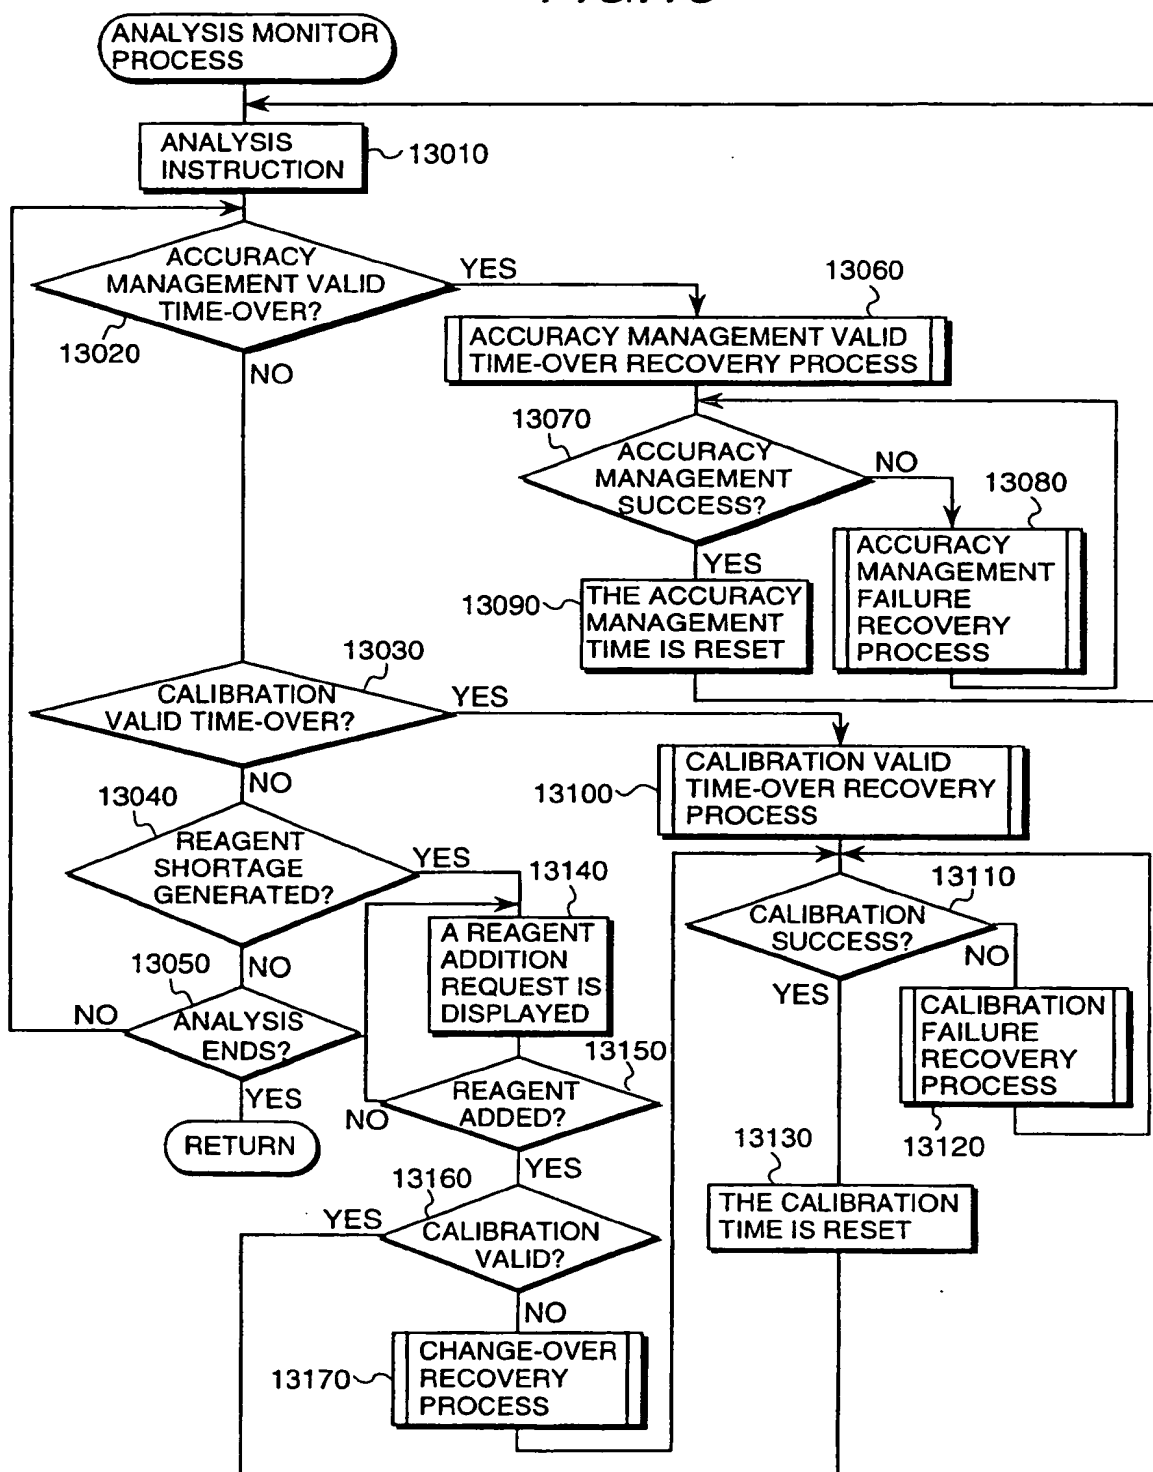 ANALYSIS MONITOR
PROCESS
ANALYSIS
INSTRUCTION
13010
ACCURACY
MANAGEMENT VALID
TIME-OVER?
13020
YES
NO
13060
ACCURACY MANAGEMENT VALID
TIME-OVER RECOVERY PROCESS
13070
ACCURACY
MANAGEMENT
SUCCESS?
NO
YES
13080
ACCURACY
MANAGEMENT
FAILURE
RECOVERY
PROCESS
13090
THE ACCURACY
MANAGEMENT
TIME IS RESET
13030
CALIBRATION
VALID TIME-OVER?
YES
NO
13100
CALIBRATION VALID
TIME-OVER RECOVERY
PROCESS
13040
REAGENT
SHORTAGE
GENERATED?
YES
NO
13140
A REAGENT
ADDITION
REQUEST IS
DISPLAYED
13110
CALIBRATION
SUCCESS?
NO
YES
13050
ANALYSIS
ENDS?
NO
YES
RETURN
CALIBRATION
FAILURE
RECOVERY
PROCESS
13120
13150
REAGENT
ADDED?
NO
YES
13130
THE CALIBRATION
TIME IS RESET
13160
CALIBRATION
VALID?
YES
NO
13170
CHANGE-OVER
RECOVERY
PROCESS